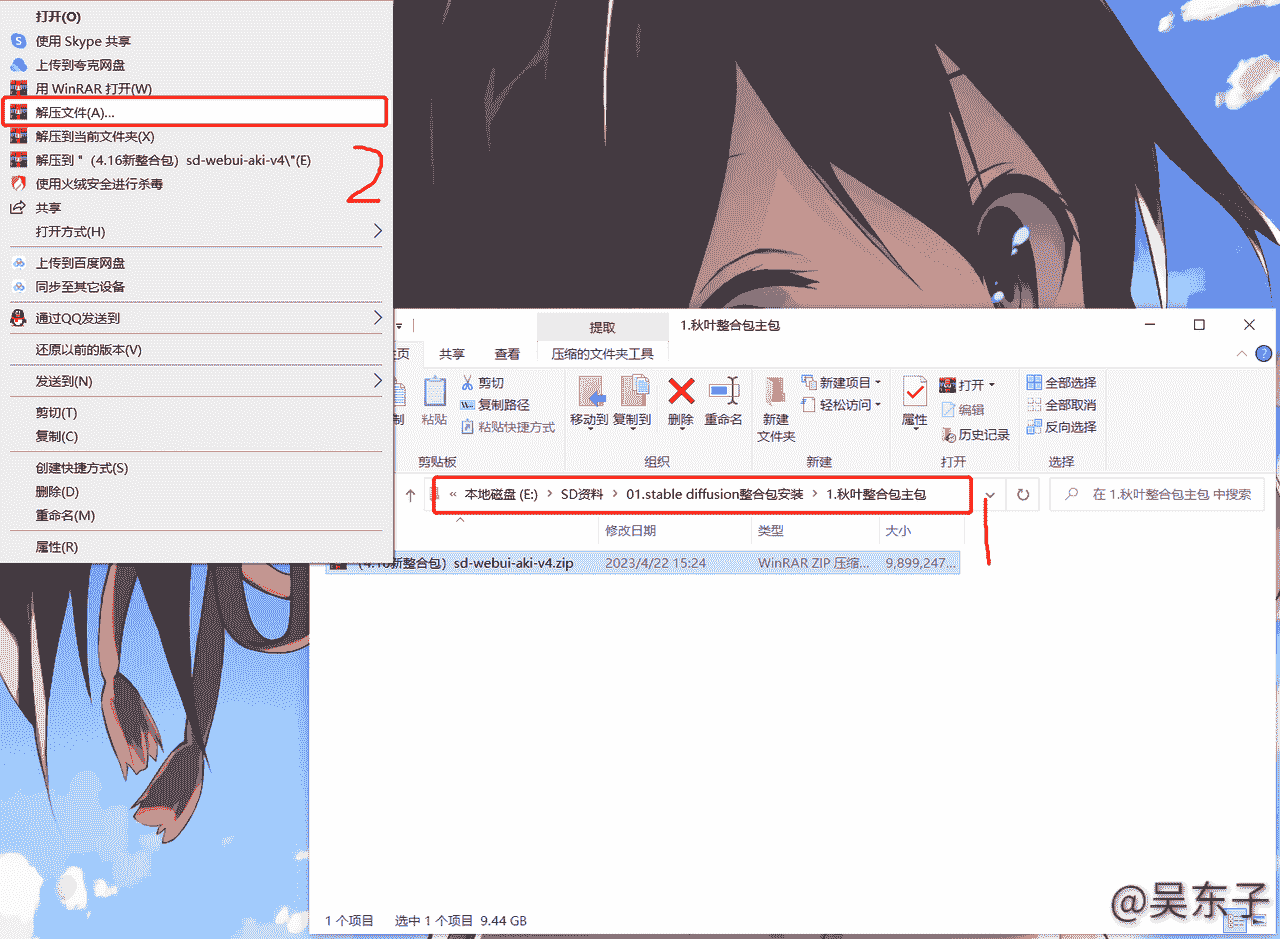 打开(O)
使用 Skype 共享
上传到夸克网盘
用 WinRAR 打开(W)
解压文件(A)...
解压到当前文件夹(X)
解压到 "（4.16新整合包）sd-webui-aki-v4\"(E)
2
使用火绒安全进行杀毒
共享
打开方式(H)
上传到百度网盘
同步至其它设备
通过QQ发送到
还原以前的版本(V)
发送到(N)
剪切(T)
复制(C)
创建快捷方式(S)
删除(D)
重命名(M)
属性(R)
提取
1.秋叶整合包主包
页
共享
查看
压缩的文件夹工具
制
粘贴
剪切
复制路径
粘贴快捷方式
剪贴板
移动到
复制到
删除
重命名
组织
新建
文件夹
新建项目
轻松访问
新建
属性
打开
编辑
历史记录
打开
全部选择
全部取消
反向选择
选择
« 本地磁盘 (E:) > SD资料 > 01.stable diffusion整合包安装 > 1.秋叶整合包主包
在 1.秋叶整合包主包 中搜索
1
修改日期
类型
大小
(4.16新整合包）sd-webui-aki-v4.zip
2023/4/22 15:24
WinRAR ZIP 压缩...
9,899,247...
1 个项目
选中 1 个项目 9.44 GB
@吴东子